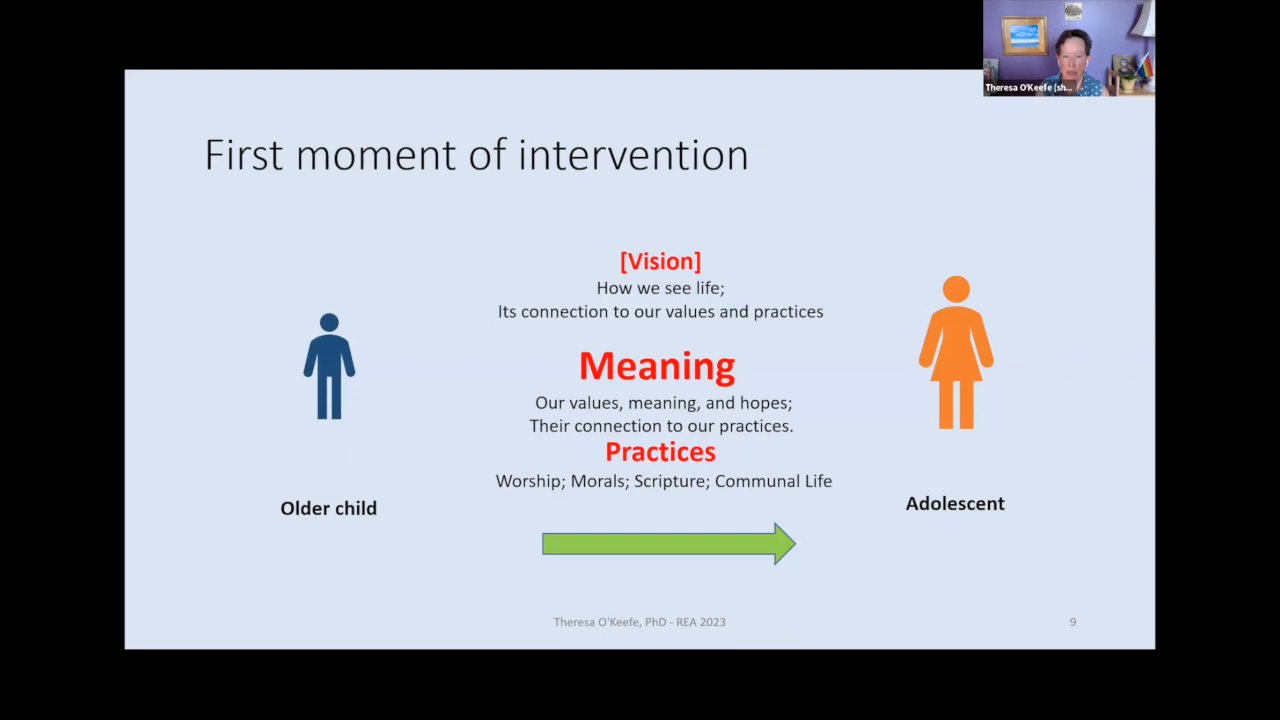 Theresa O'Keefe (sh...
First moment of intervention
[Vision]
How we see life;
Its connection to our values and practices
Meaning
Our values, meaning, and hopes;
Their connection to our practices.
Practices
Worship; Morals; Scripture; Communal Life
Older child
Adolescent
Theresa O'Keefe, PhD - REA 2023
9